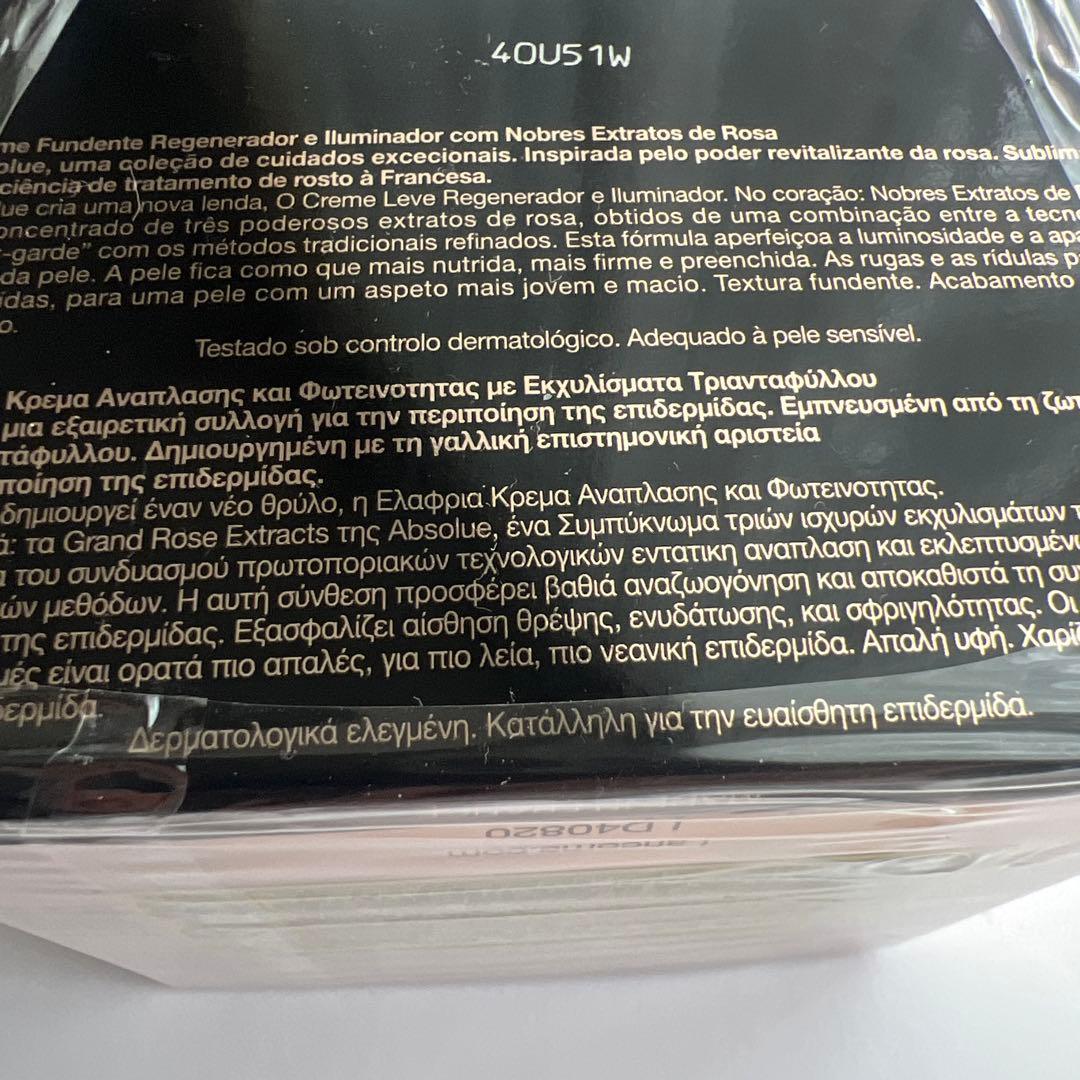 40U51W
me Fundente Regenerador e Iluminador com Nobres Extratos de Rosa
olue, uma coleção de cuidados excecionais. Inspirada pelo poder revitalizante da rosa. Sublim
ciência de tratamento de rosto à Francesa.
ue cria uma nova lenda, O Creme Leve Regenerador e Iluminador. No coração: Nobres Extratos de
oncentrado de três poderosos extratos de rosa, obtidos de uma combinação entre a tecno
-garde” com os métodos tradicionais refinados. Esta fórmula aperfeiçoa a luminosidade e a apa
da pele. A pele fica como que mais nutrida, mais firme e preenchida. As rugas e as rídulas p
idas, para uma pele com um aspeto mais jovem e macio. Textura fundente. Acabamento
o.
Testado sob controlo dermatológico. Adequado à pele sensível.
Κρεμα Αναπλασης και Φωτεινοτητας με Εκχυλίσματα Τριανταφύλλου
μια εξαιρετική συλλογή για την περιποίηση της επιδερμίδας. Εμπνευσμένη από τη ζωτ
τάφυλλου. Δημιουργημένη με τη γαλλική επιστημονική αριστεία
ποίηση της επιδερμίδας.
δημιουργεί έναν νέο θρύλο, η Ελαφρια Κρεμα Αναπλασης και Φωτεινοτητας.
ά: τα Grand Rose Extracts της Absolue, ένα Συμπύκνωμα τριών ισχυρών εκχυλισμάτων τ
α του συνδυασμού πρωτοποριακών τεχνολογικών εντατικη αναπλαση και εκλεπτυσμένω
ών μεθόδων. Η αυτή σύνθεση προσφέρει βαθιά αναζωογόνηση και αποκαθιστά τη συν
της επιδερμίδας. Εξασφαλίζει αίσθηση θρέψης, ενυδάτωσης, και σφριγηλότητας. Οι
μές είναι ορατά πιο απαλές, για πιο λεία, πιο νεανική επιδερμίδα. Απαλή υφή. Χαρίζ
δερμίδα.
Δερματολογικά ελεγμένη. Κατάλληλη για την ευαίσθητη επιδερμίδα.
LD40820